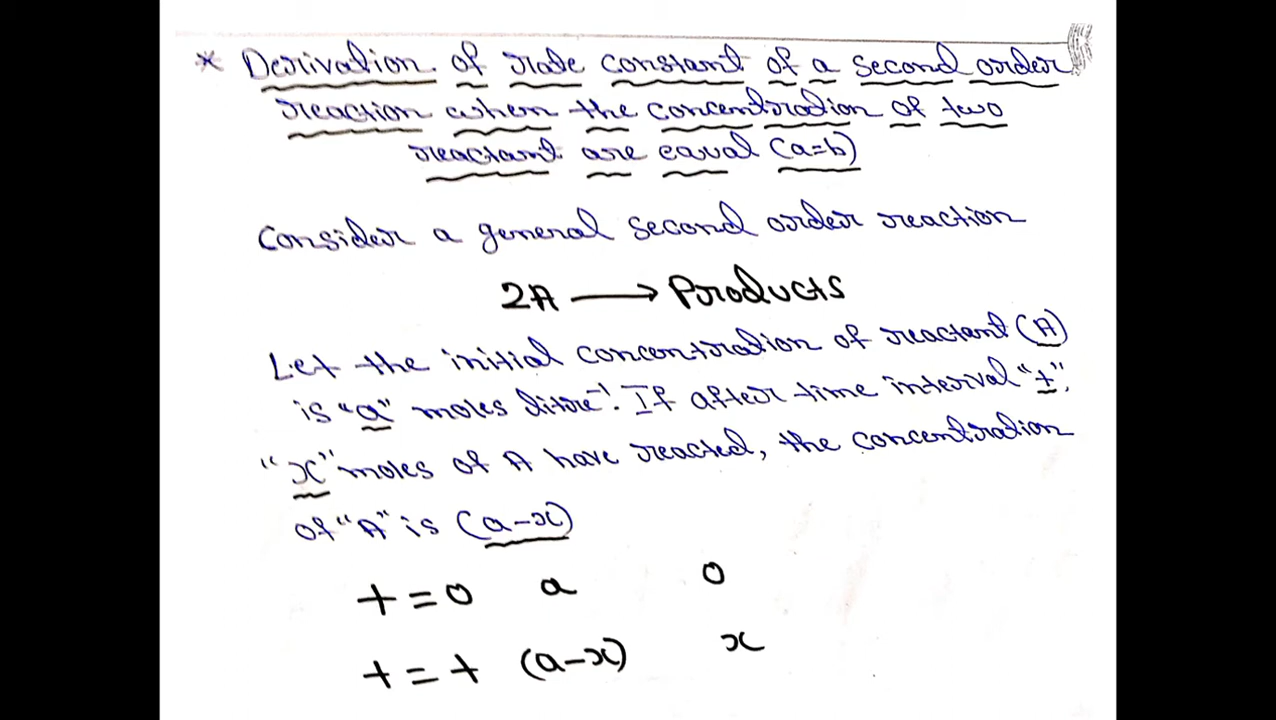 * Derivation of rate constant of a second order
reaction when the concentration of two
reactant are equal (a=b)
Consider a general second order reaction
2A ⟶ Products
Let the initial concentration of reactant (A)
is "a" moles litre⁻¹. If after time interval "t",
"x" moles of A have reacted, the concentration
of "A" is (a-x)
t=0 a 0
t=t (a-x) x